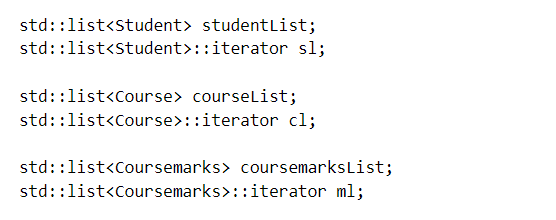 std::list<Student> studentList;
std::list<Student>::iterator sl;
std::list<Course> courseList;
std::list<Course>::iterator cl;
std::list<Coursemarks> coursemarksList;
std::list<Coursemarks>::iterator ml;